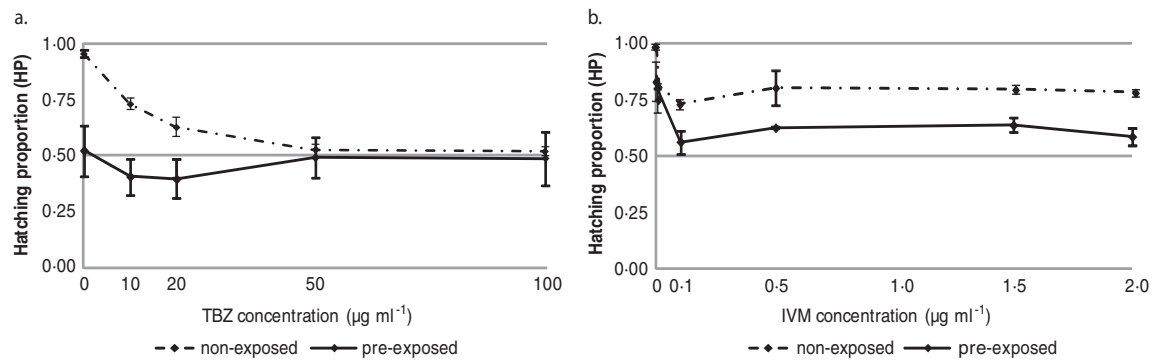 a.
Hatching proportion (HP)
1·00
0·75
0·50
0·25
0·00
0 10 20 50 100
TBZ concentration (µg ml⁻¹)
non-exposed pre-exposed
b.
Hatching proportion (HP)
1·00
0·75
0·50
0·25
0·00
0 0·1 0·5 1·0 1·5 2·0
IVM concentration (µg ml⁻¹)
non-exposed pre-exposed